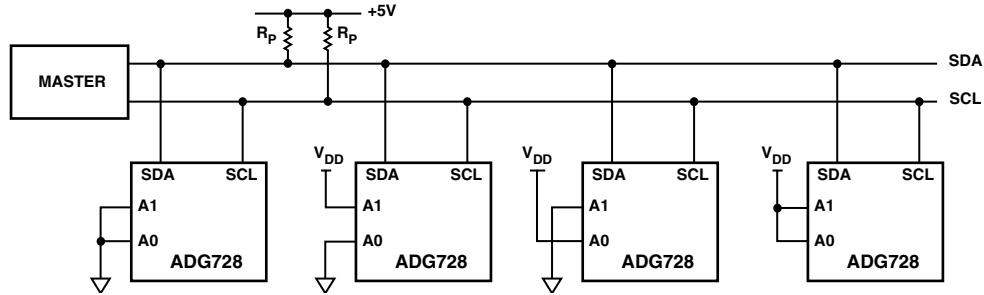 +5V
RP RP
SDA
MASTER
SCL
VDD VDD VDD
SDA SCL SDA SCL SDA SCL SDA SCL
A1 A1 A1 A1
A0 A0 A0 A0
ADG728 ADG728 ADG728 ADG728